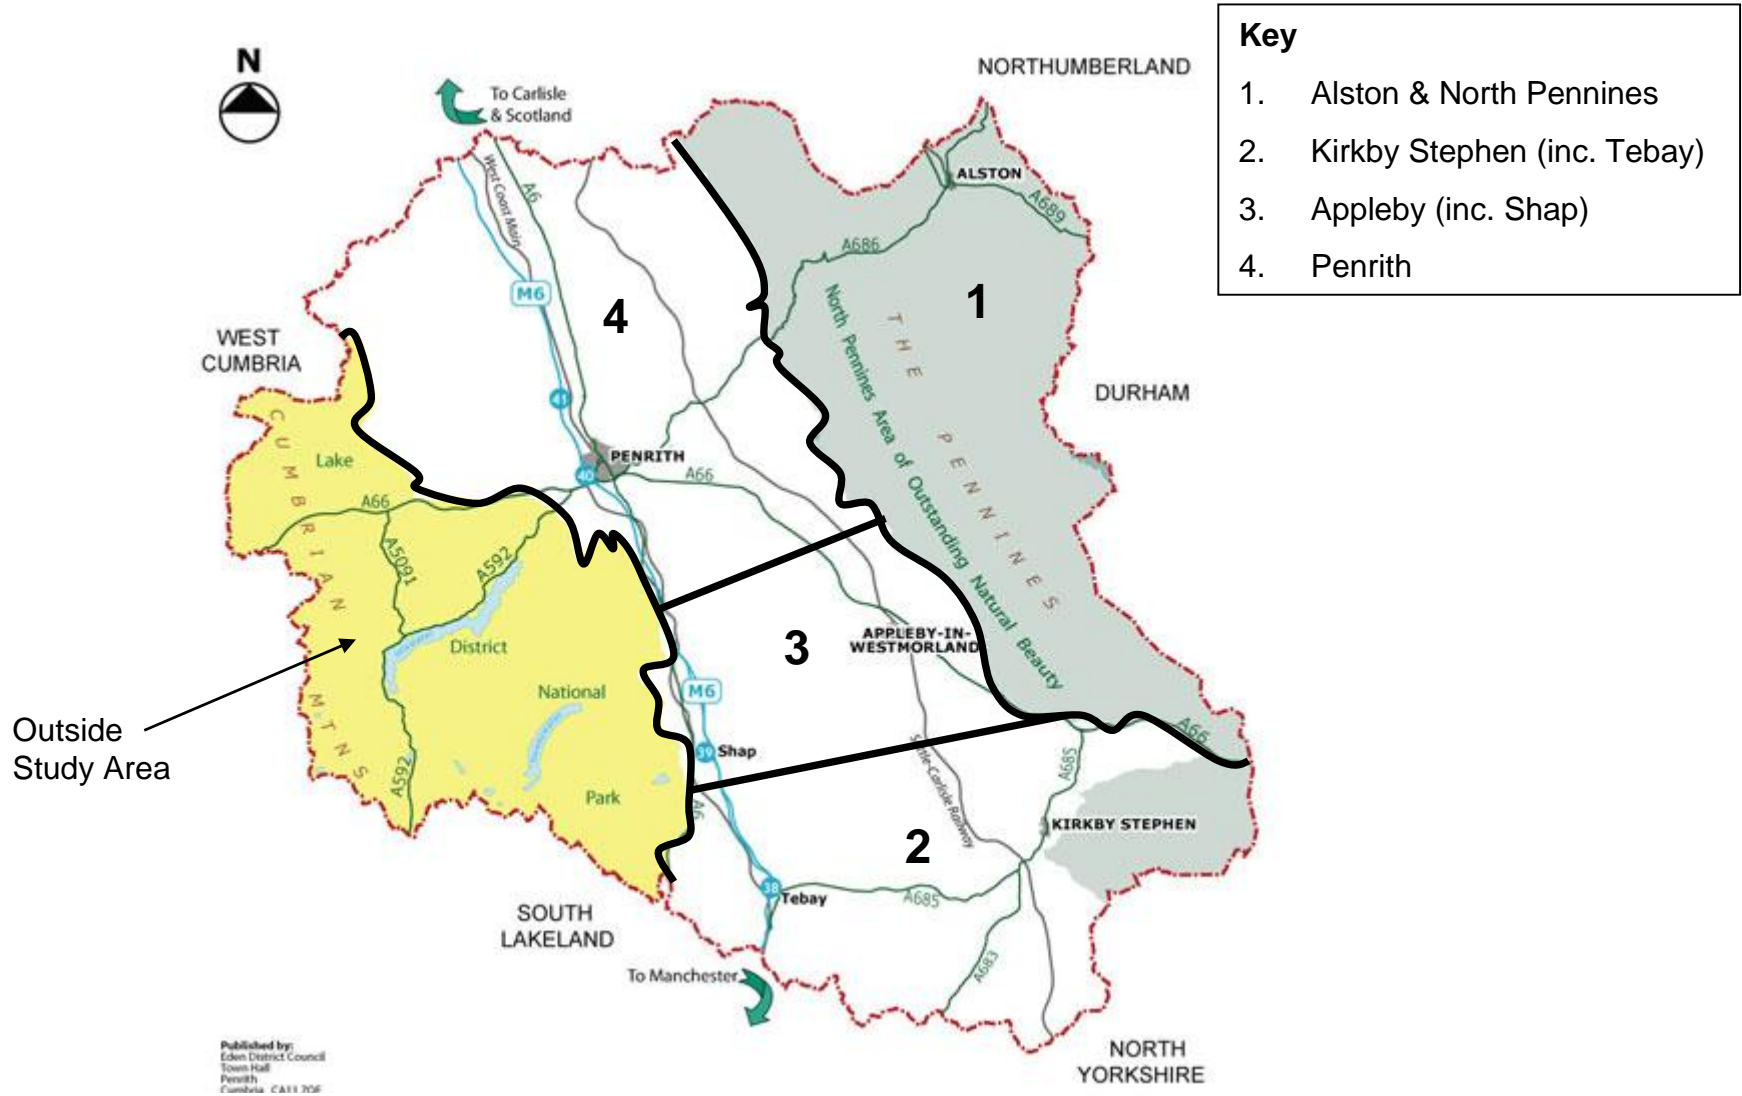 Key
1. Alston & North Pennines
2. Kirkby Stephen (inc. Tebay)
3. Appleby (inc. Shap)
4. Penrith
N
To Carlisle
& Scotland
NORTHUMBERLAND
West Coast Main
A6
ALSTON
A689
A686
M6
4
1
North Pennines Area of Outstanding Natural Beauty
THE PENNINES
WEST
CUMBRIA
DURHAM
41
CUMBRIAN MTNS
Lake
PENRITH
40
A66
A66
A5091
A592
District
3
APPLEBY-IN-
WESTMORLAND
National
M6
Outside
Study Area
39
Shap
A66
A592
Park
A6
Settle-Carlisle Railway
A685
KIRKBY STEPHEN
2
38
Tebay
A685
SOUTH
LAKELAND
A683
To Manchester
NORTH
YORKSHIRE
Published by:
Eden District Council
Town Hall
Penrith
Cumbria